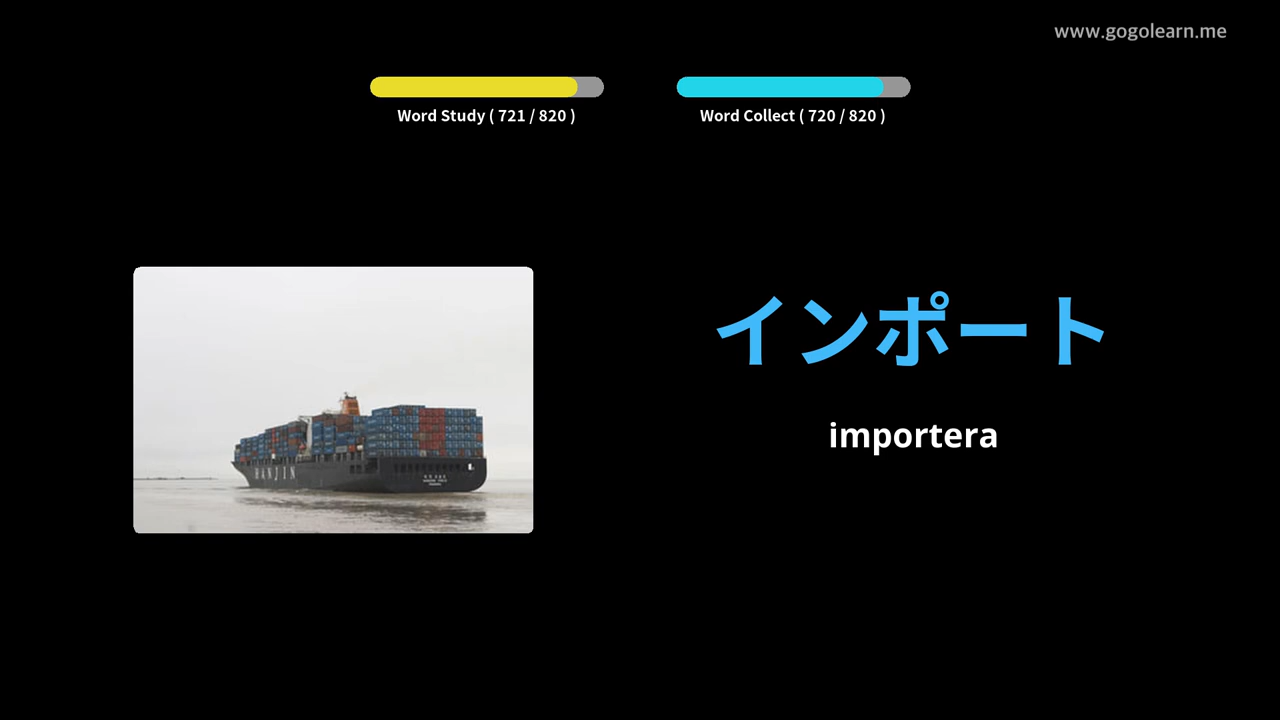 www.gogolearn.me
Word Study ( 721 / 820 )
Word Collect ( 720 / 820 )
インポート
importera
HANJIN